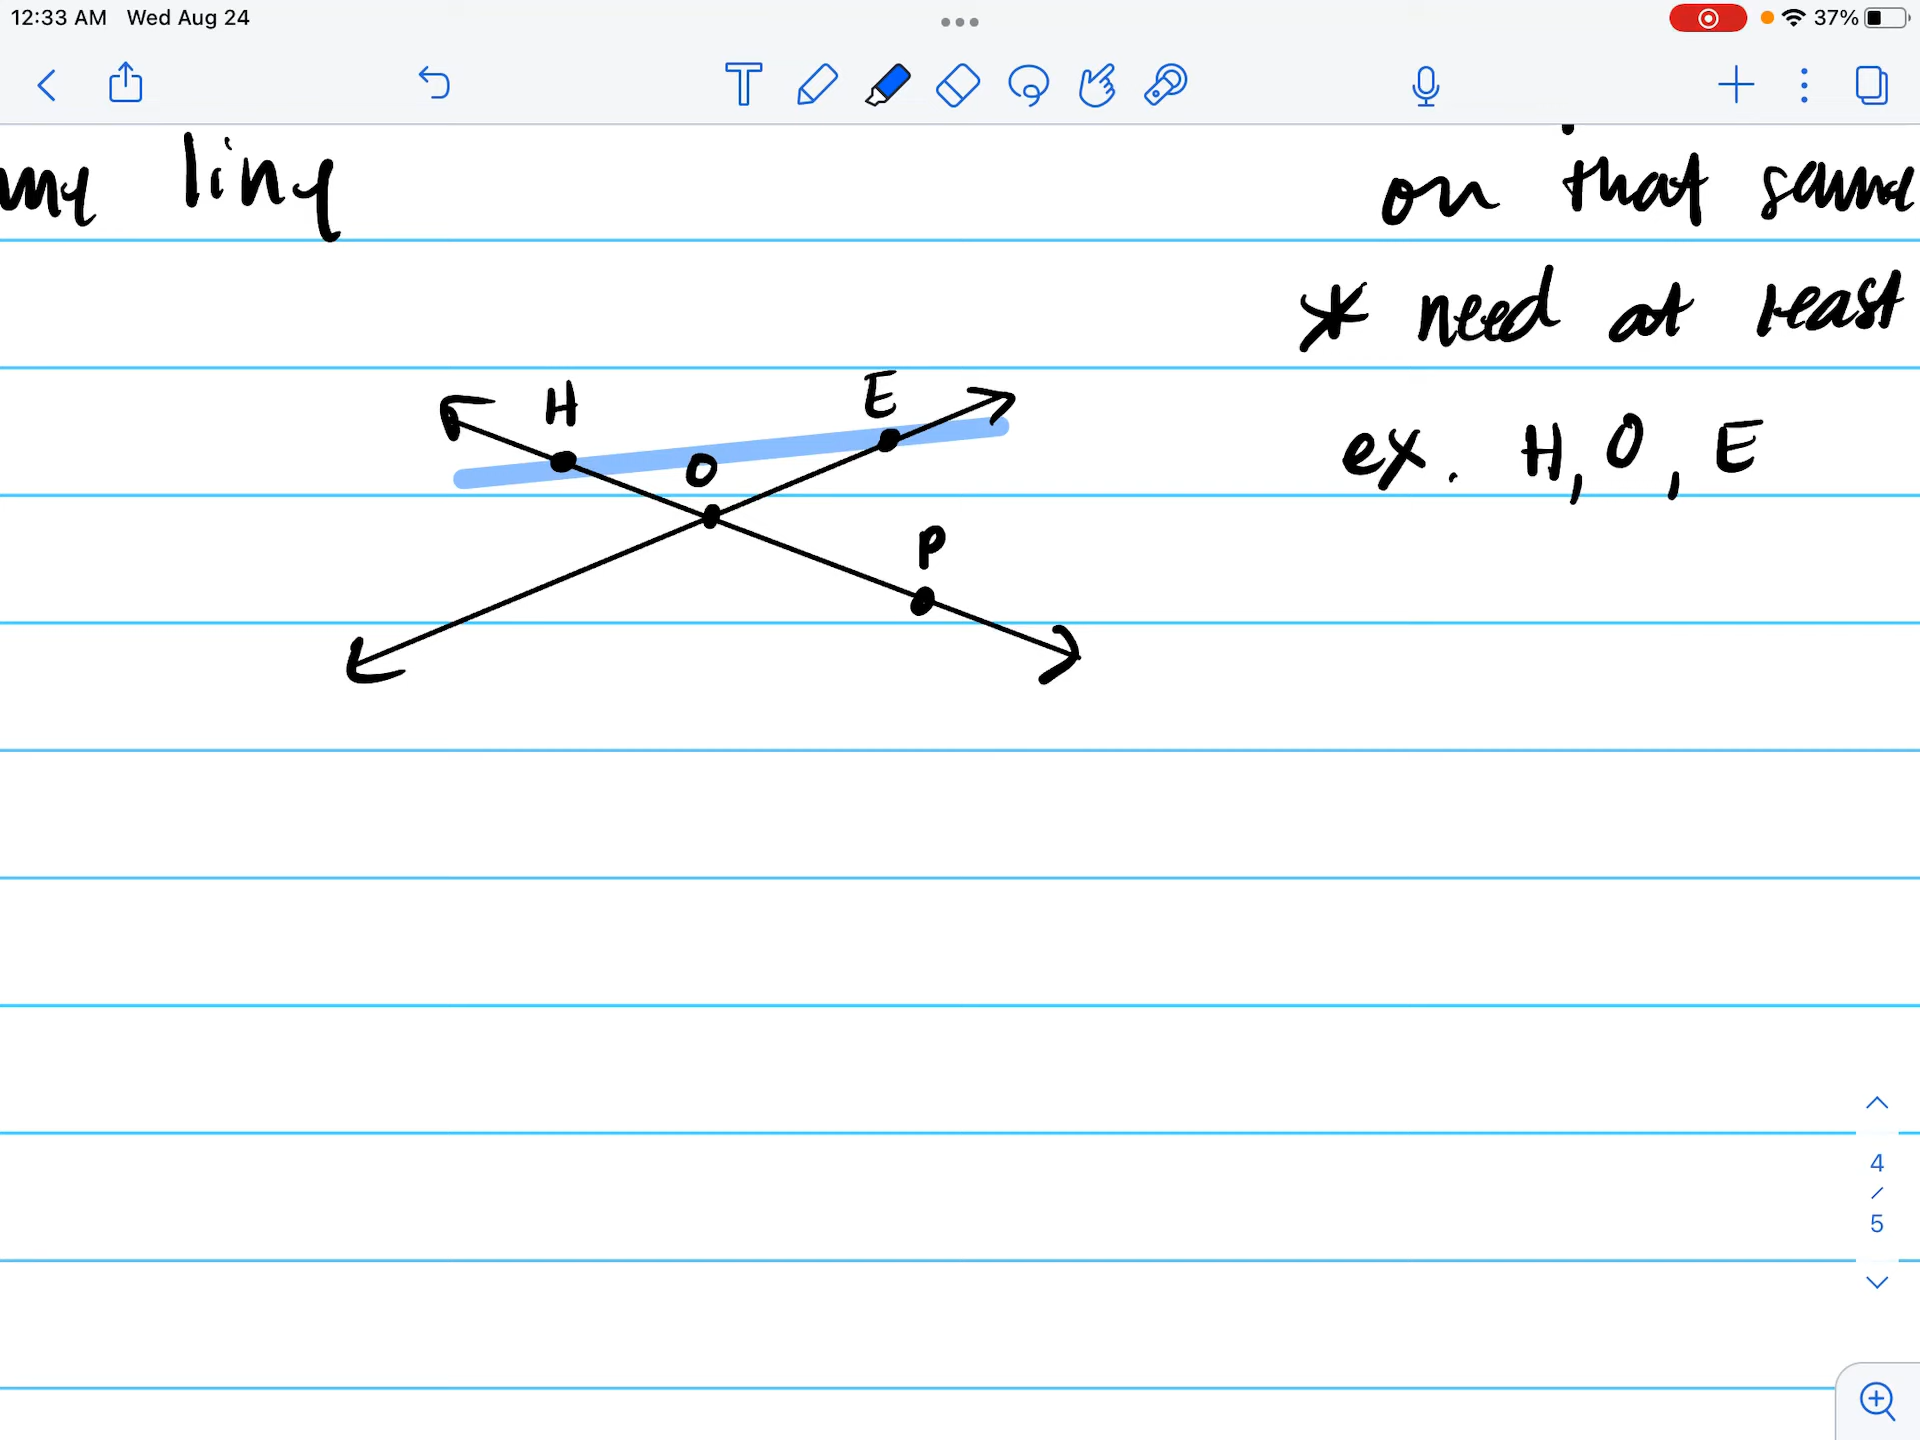 12:33 AM Wed Aug 24
37%
T
line
on that same
* need at least
H
E
ex. H, O, E
O
P
4
/
5